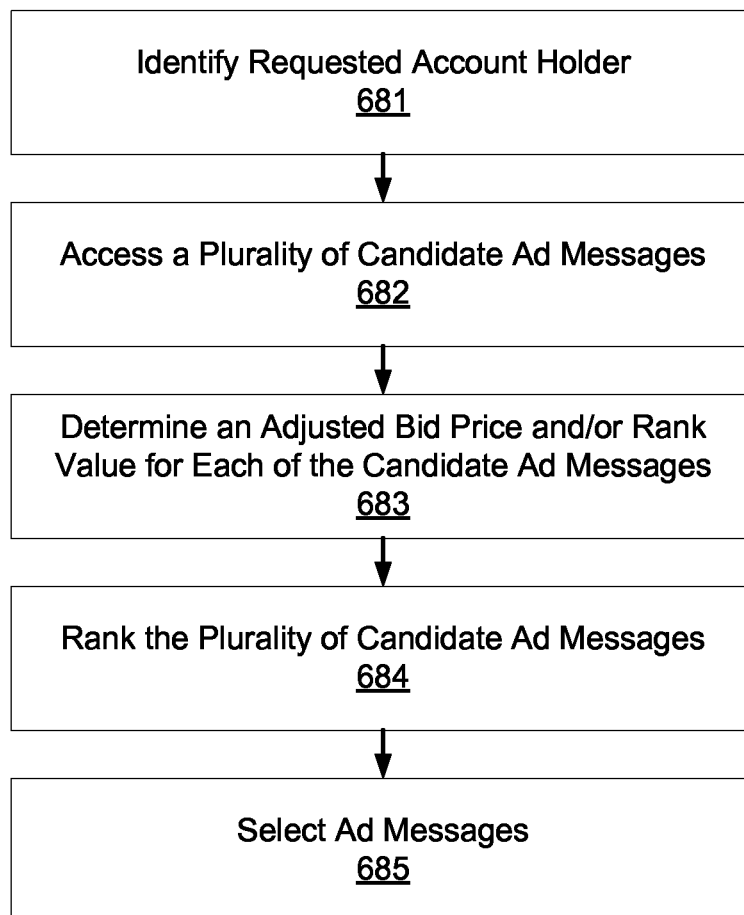 Identify Requested Account Holder
681
Access a Plurality of Candidate Ad Messages
682
Determine an Adjusted Bid Price and/or Rank
Value for Each of the Candidate Ad Messages
683
Rank the Plurality of Candidate Ad Messages
684
Select Ad Messages
685